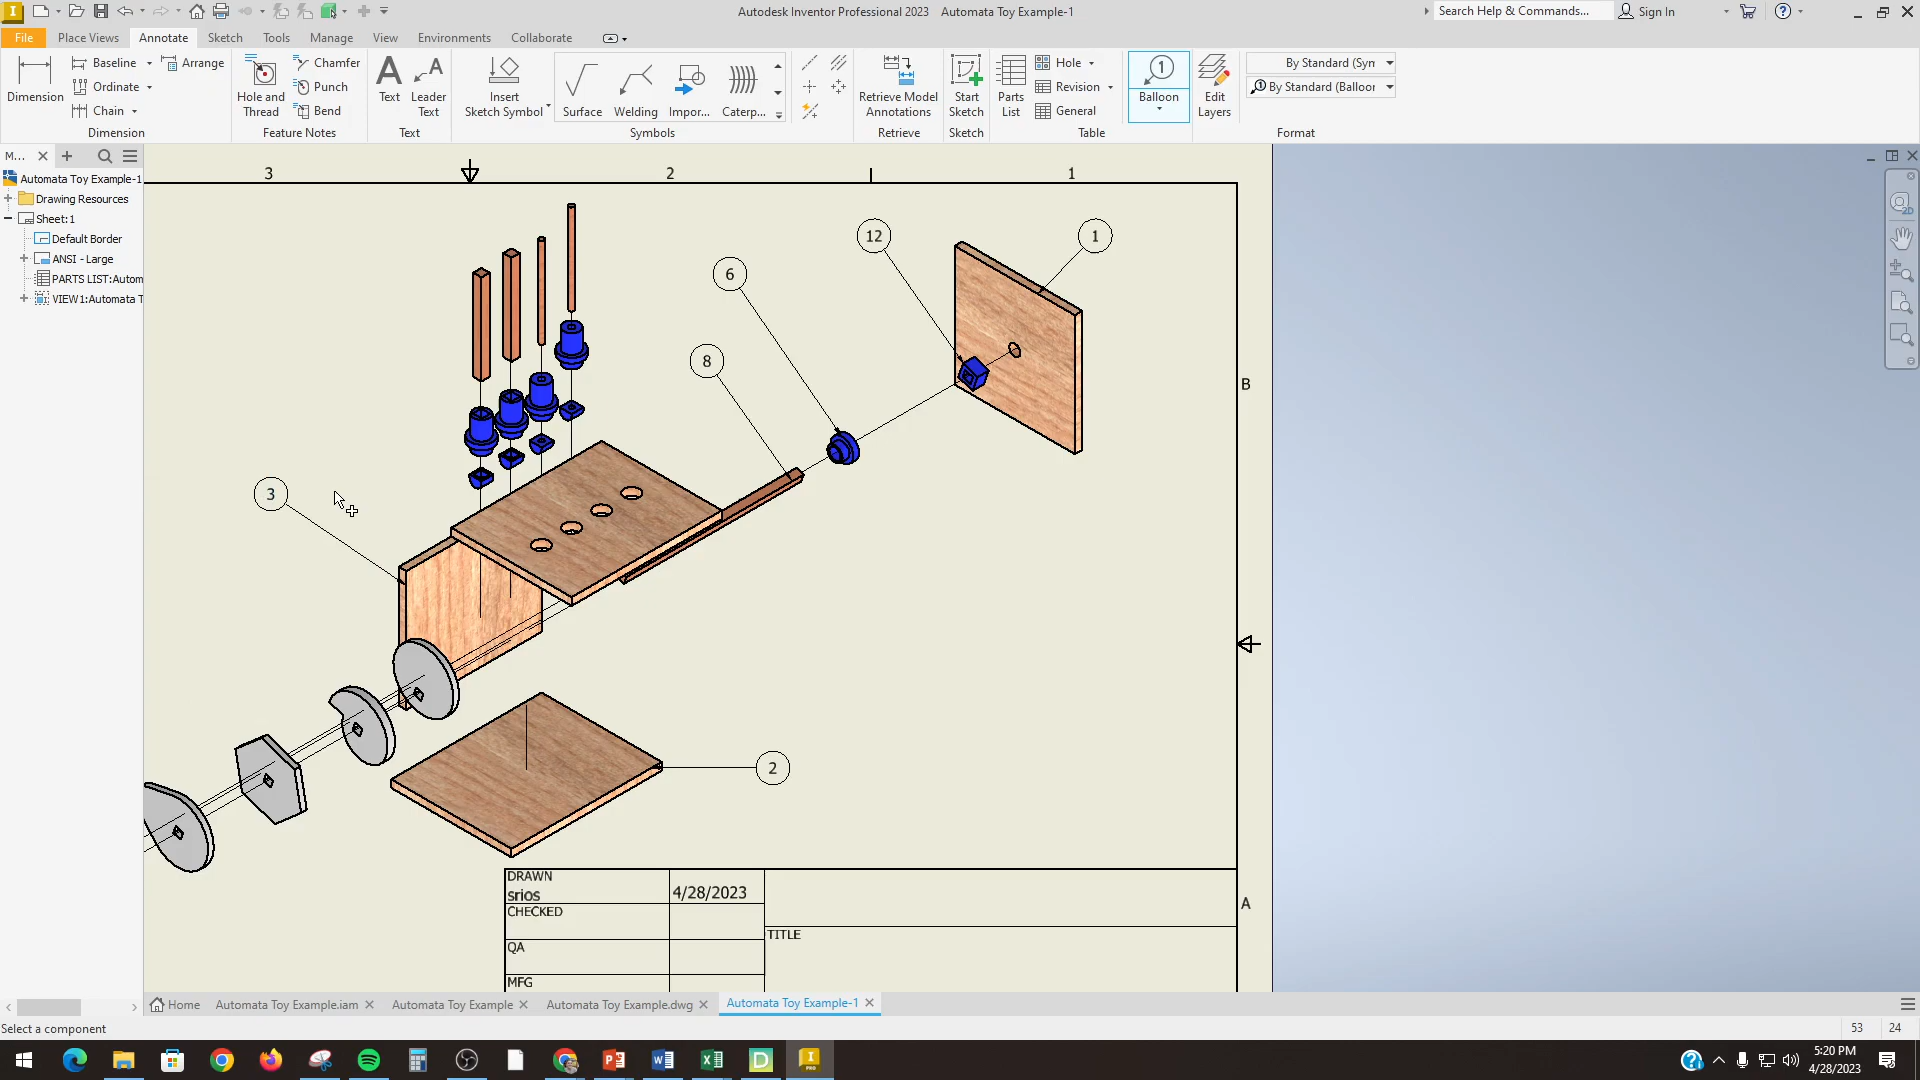 Autodesk Inventor Professional 2023 Automata Toy Example-1
Search Help & Commands...
Sign In
File
Place Views
Annotate
Sketch
Tools
Manage
View
Environments
Collaborate
Dimension
Baseline
Ordinate
Chain
Arrange
Dimension
Hole and Thread
Chamfer
Punch
Bend
Feature Notes
Text
Leader Text
Text
Insert Sketch Symbol
Surface
Welding
Impor...
Caterp...
Symbols
Retrieve Model Annotations
Retrieve
Start Sketch
Sketch
Parts List
Hole
Revision
General
Table
1
Balloon
Edit Layers
By Standard (Syn
By Standard (Balloor
Format
M...
Automata Toy Example-1
Drawing Resources
Sheet:1
Default Border
ANSI - Large
PARTS LIST:Autom
VIEW1:Automata T
3
2
1
12
1
6
8
B
3
2
A
DRAWN
srios
4/28/2023
CHECKED
QA
MFG
TITLE
Home
Automata Toy Example.iam
Automata Toy Example
Automata Toy Example.dwg
Automata Toy Example-1
Select a component
53
24
5:20 PM
4/28/2023